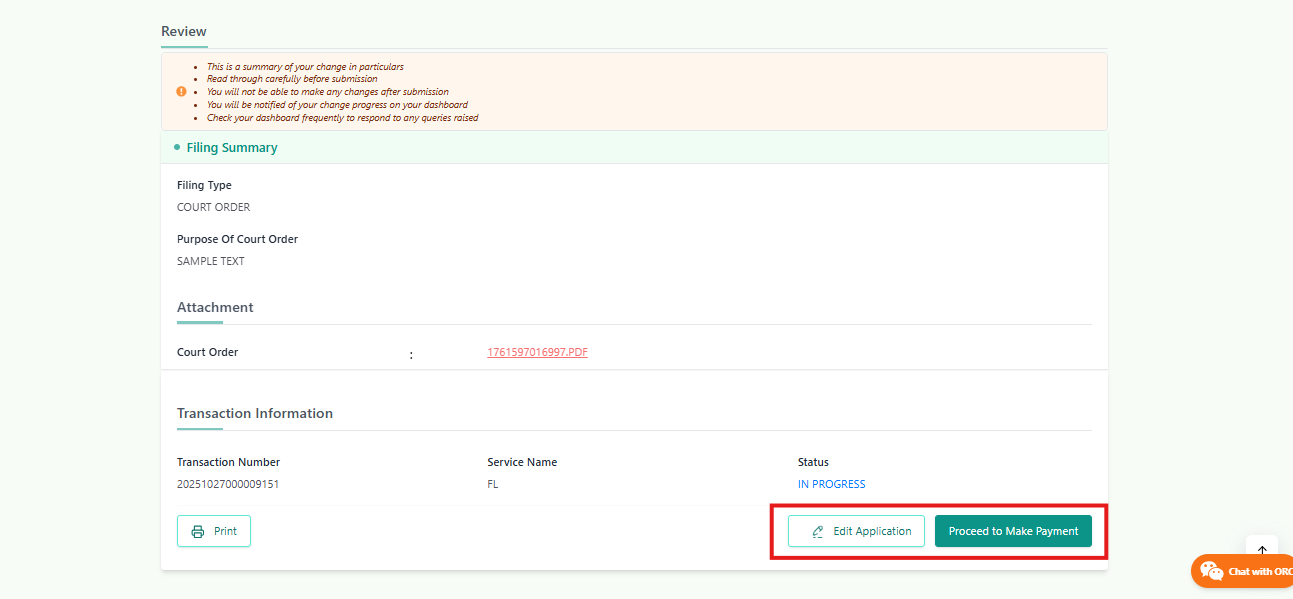 Review
This is a summary of your change in particulars
Read through carefully before submission
You will not be able to make any changes after submission
You will be notified of your change progress on your dashboard
Check your dashboard frequently to respond to any queries raised
Filing Summary
Filing Type
COURT ORDER
Purpose Of Court Order
SAMPLE TEXT
Attachment
Court Order : 1761597016997.PDF
Transaction Information
Transaction Number Service Name Status
20251027000009151 FL IN PROGRESS
Print Edit Application Proceed to Make Payment
Chat with ORC